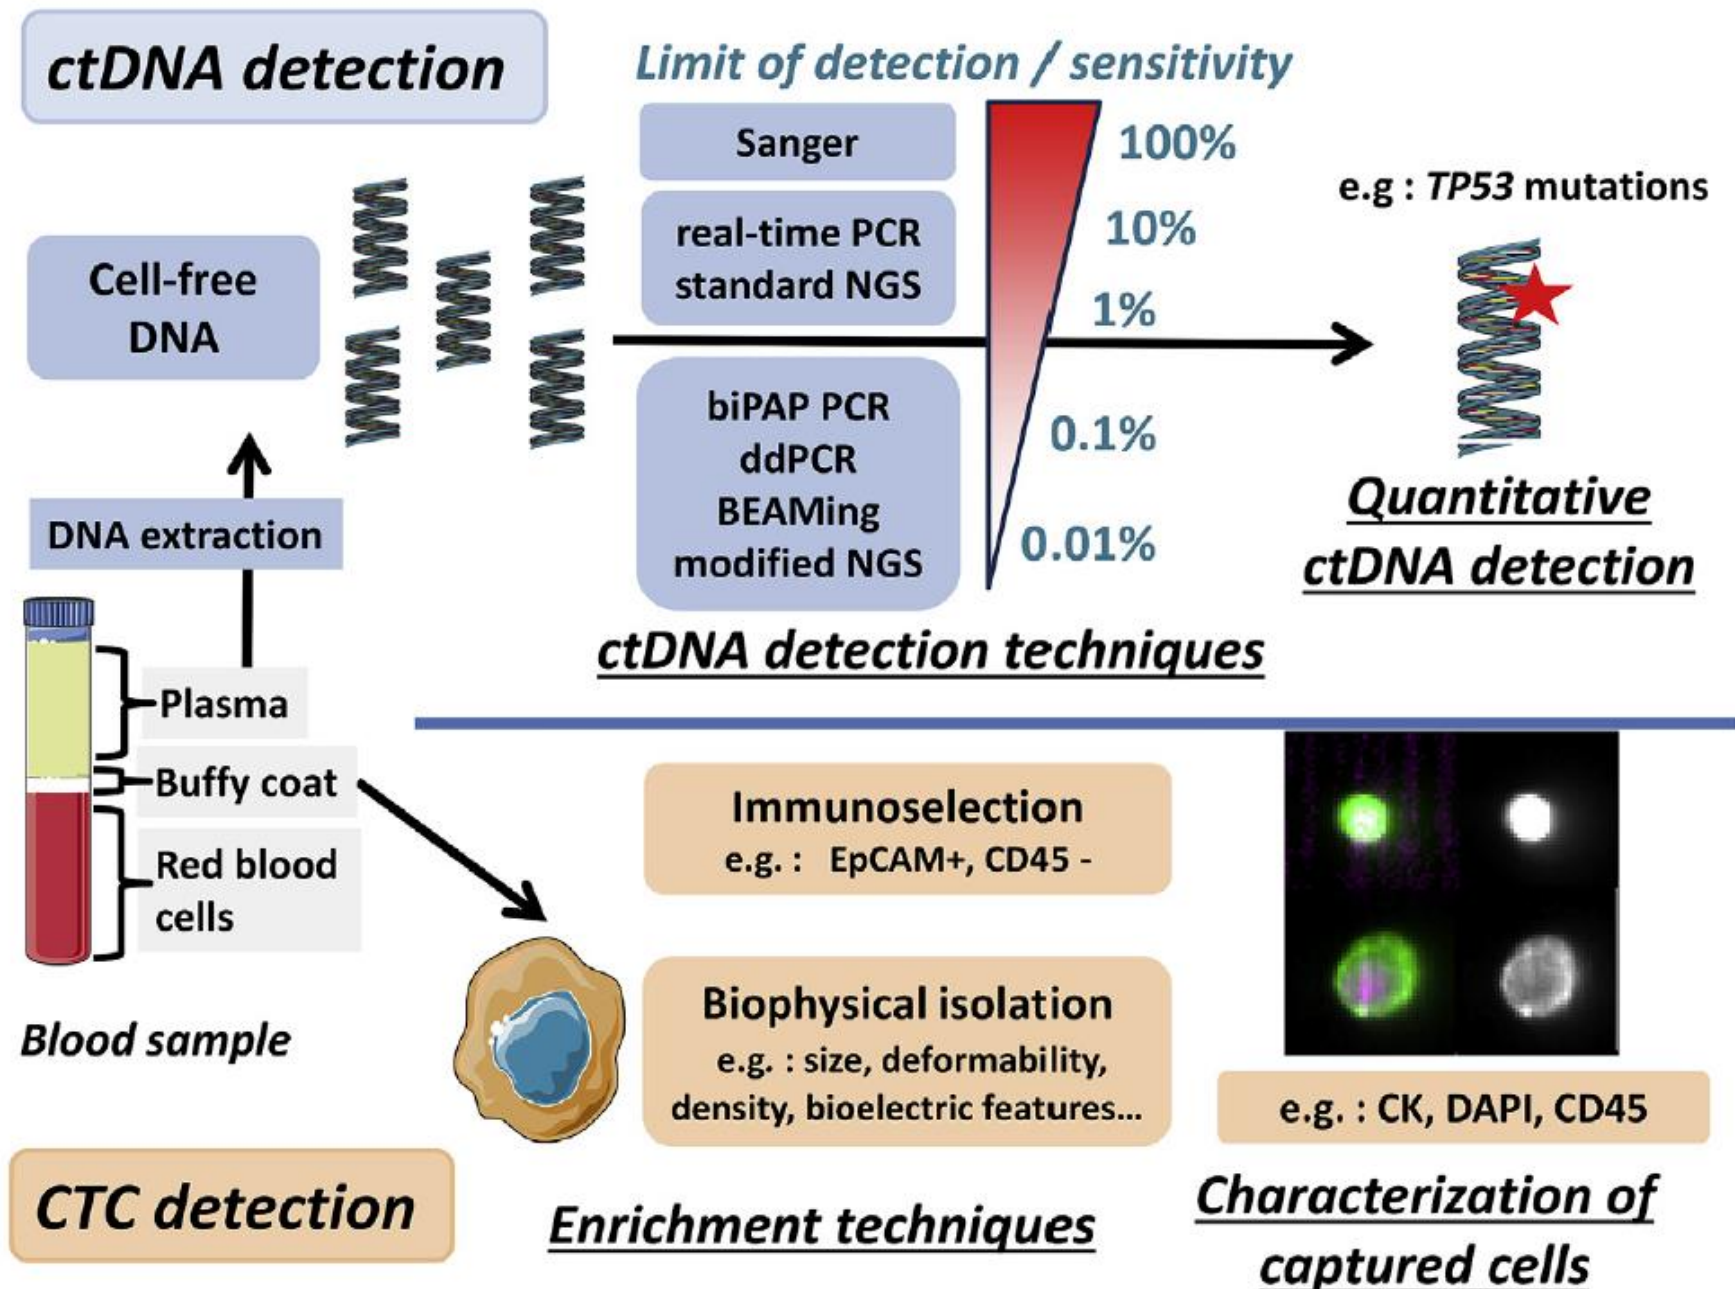 ctDNA detection
Limit of detection / sensitivity
Sanger
100%
real-time PCR
standard NGS
10%
1%
e.g : TP53 mutations
Cell-free
DNA
biPAP PCR
ddPCR
BEAMing
modified NGS
0.1%
0.01%
Quantitative
ctDNA detection
DNA extraction
ctDNA detection techniques
Plasma
Buffy coat
Red blood
cells
Blood sample
Immunoselection
e.g. : EpCAM+, CD45 -
Biophysical isolation
e.g. : size, deformability,
density, bioelectric features...
e.g. : CK, DAPI, CD45
CTC detection
Enrichment techniques
Characterization of
captured cells